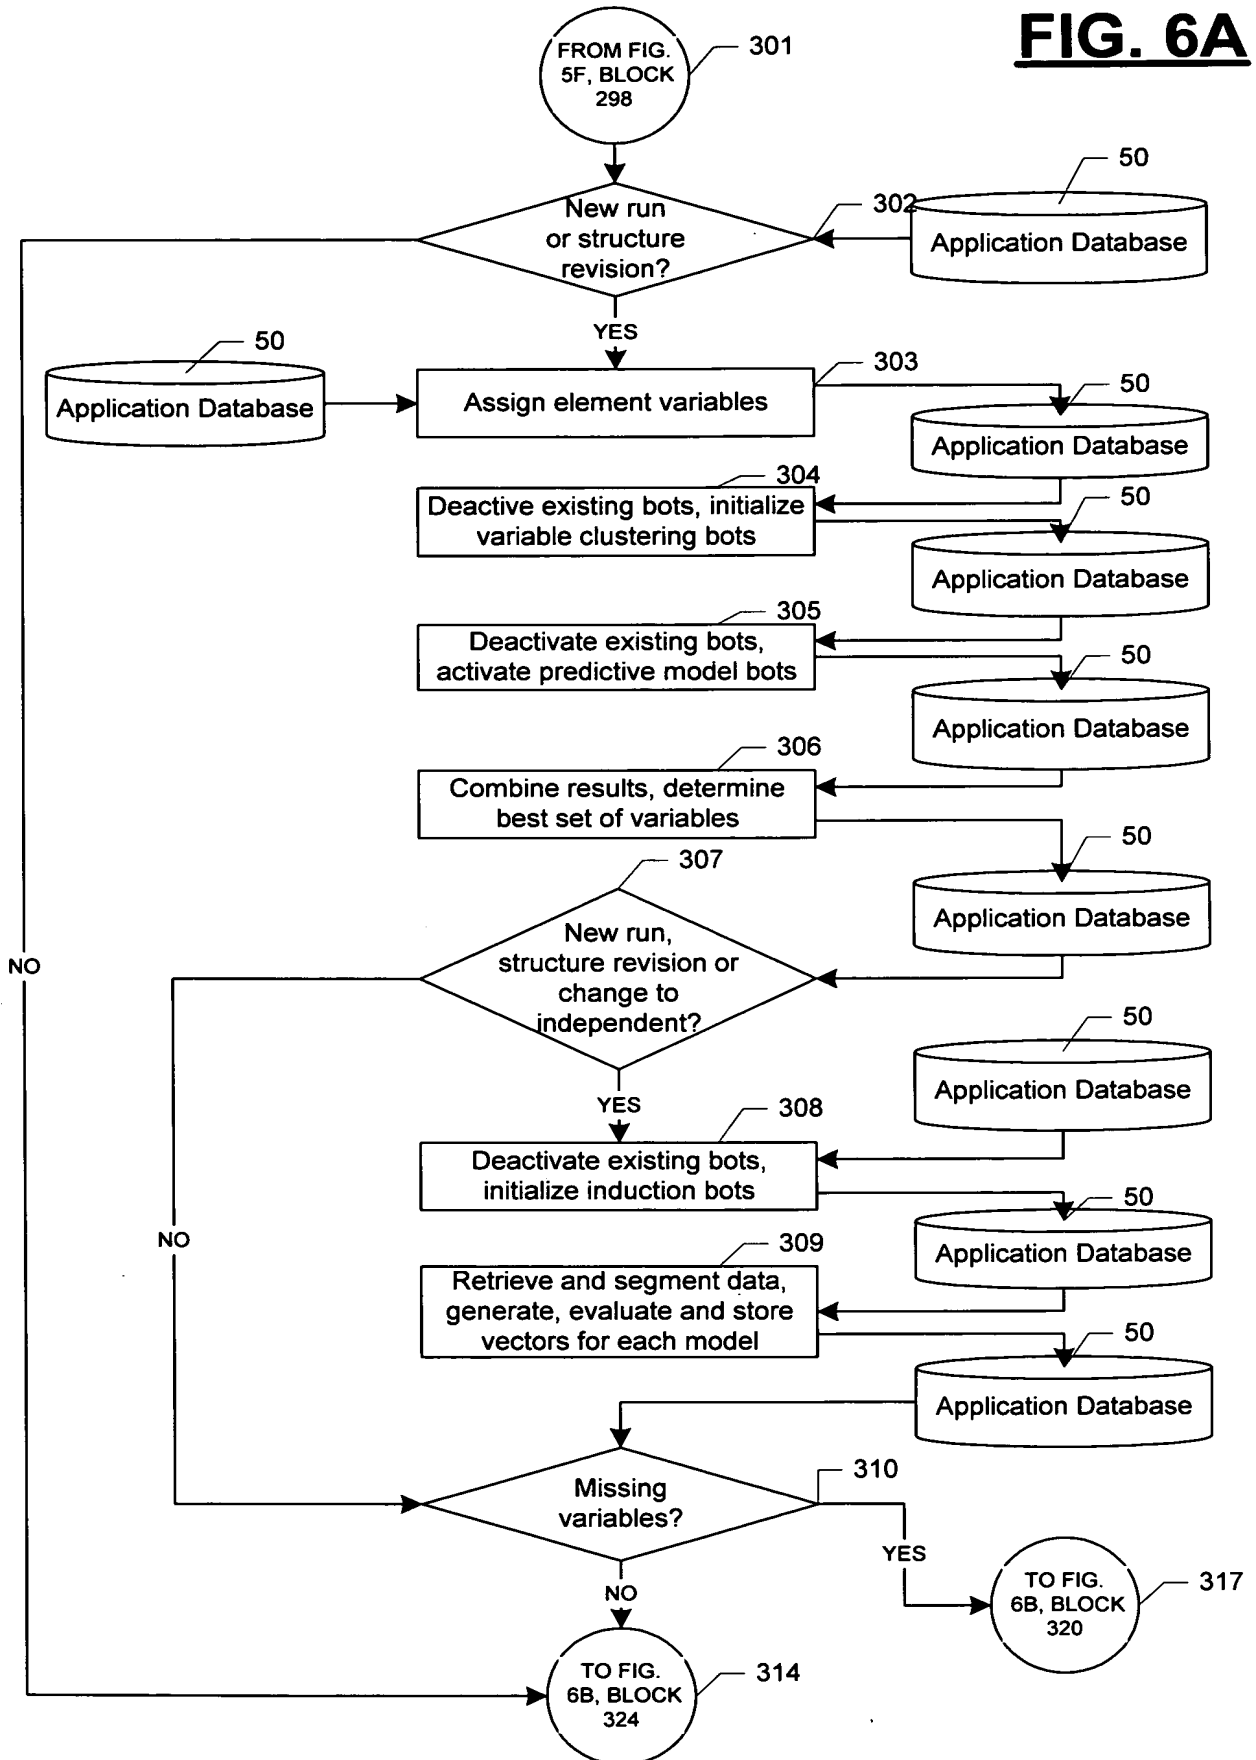 FIG. 6A
FROM FIG.
5F, BLOCK
298
301
50
New run
or structure
revision?
302
Application Database
YES
50
Application Database
Assign element variables
303
50
Application Database
304
Deactive existing bots, initialize
variable clustering bots
50
Application Database
305
Deactivate existing bots,
activate predictive model bots
50
Application Database
306
Combine results, determine
best set of variables
50
Application Database
307
New run,
structure revision or
change to
independent?
NO
50
Application Database
YES
308
Deactivate existing bots,
initialize induction bots
50
Application Database
NO
309
Retrieve and segment data,
generate, evaluate and store
vectors for each model
50
Application Database
Missing
variables?
310
YES
NO
TO FIG.
6B, BLOCK
320
317
TO FIG.
6B, BLOCK
324
314